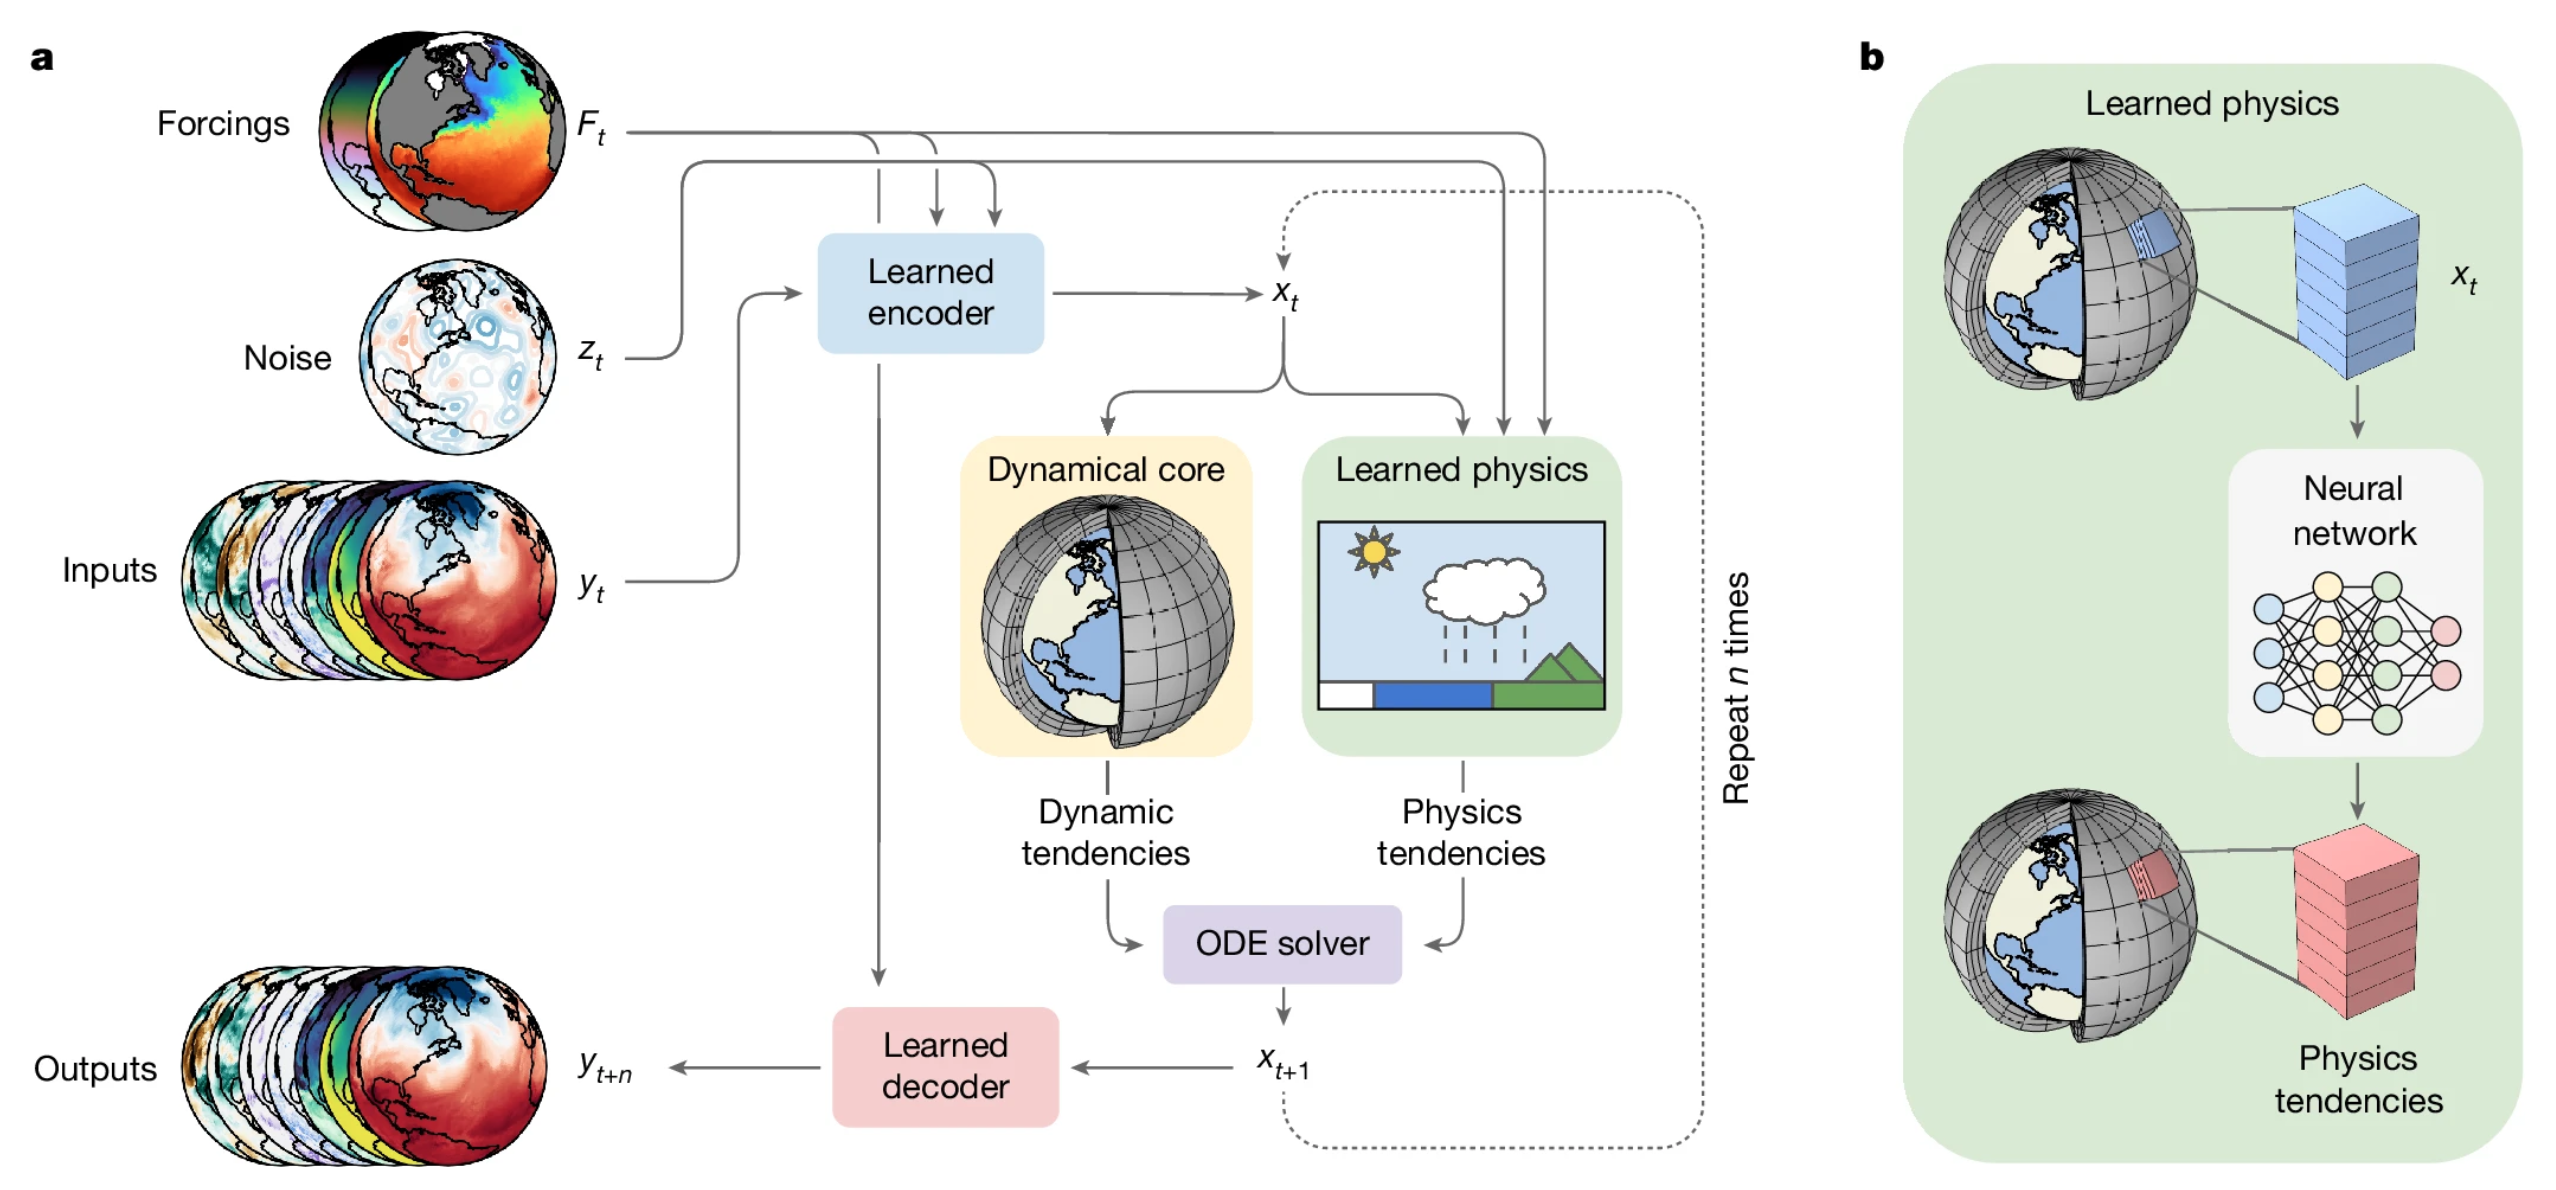 a
Forcings
F_t
Noise
z_t
Inputs
y_t
Learned
encoder
x_t
Dynamical core
Learned physics
Dynamic
tendencies
Physics
tendencies
ODE solver
Repeat n times
Outputs
y_{t+n}
Learned
decoder
x_{t+1}
b
Learned physics
x_t
Neural
network
Physics
tendencies